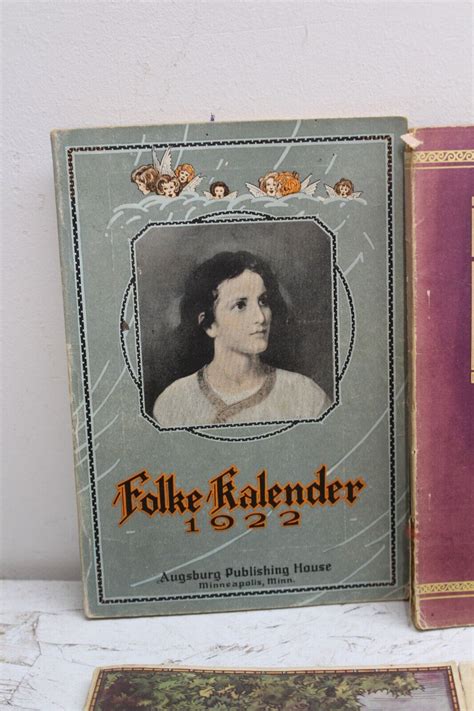 Folke-Kalender
1922
Augsburg Publishing House
Minneapolis, Minn.